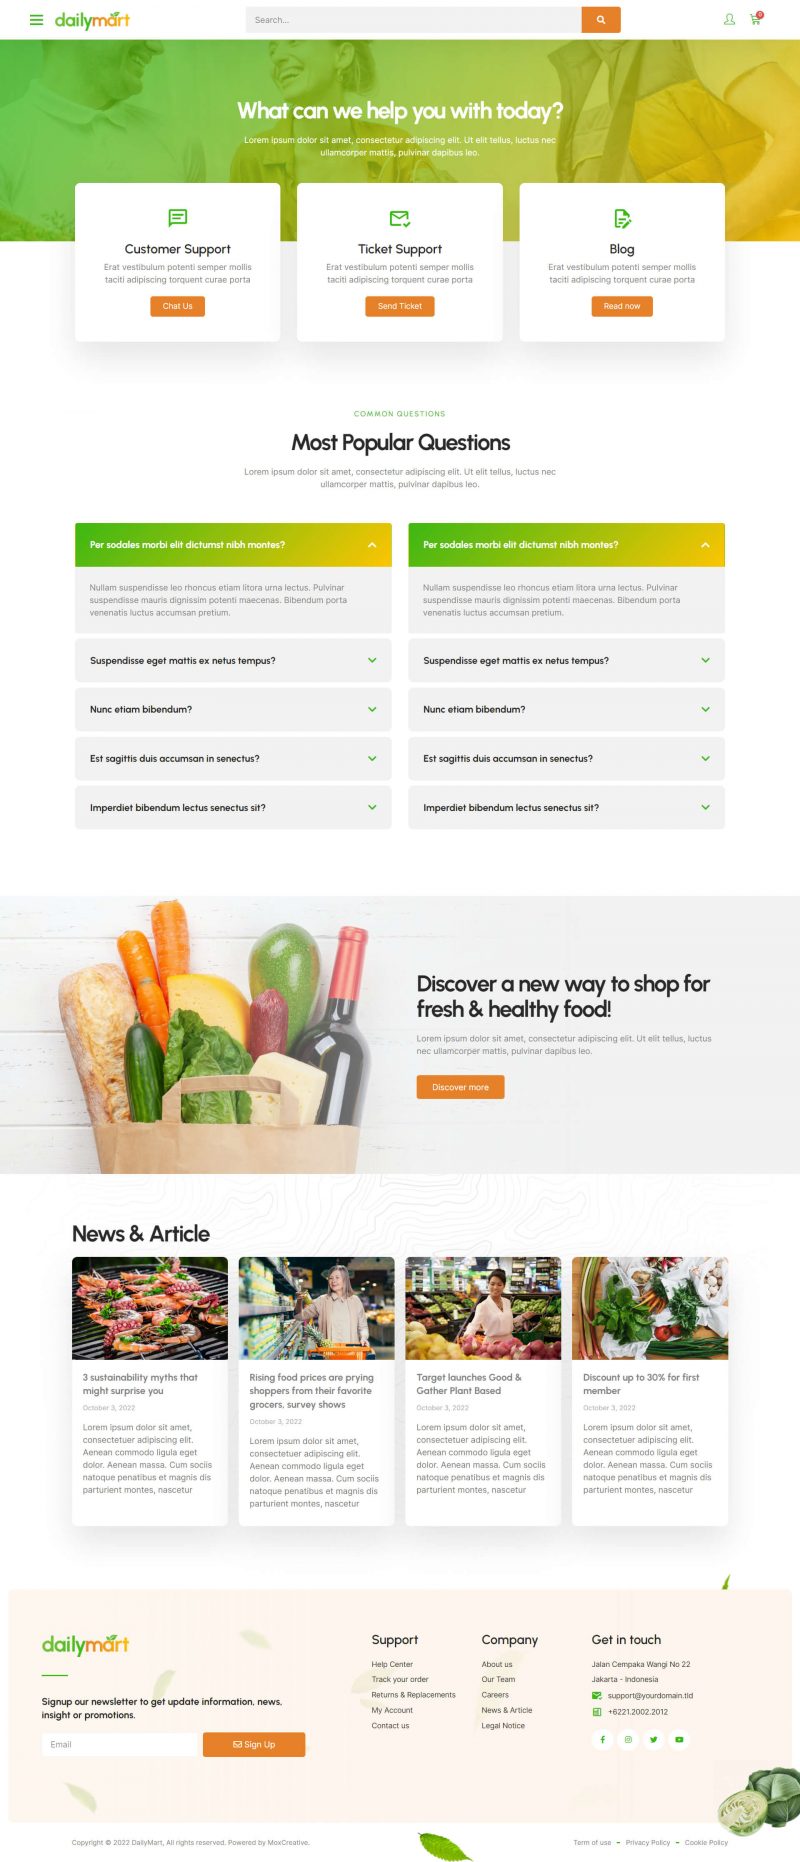 dailymart
Search...
0
What can we help you with today?
Lorem ipsum dolor sit amet, consectetur adipiscing elit. Ut elit tellus, luctus nec
ullamcorper mattis, pulvinar dapibus leo.
Customer Support
Erat vestibulum potenti semper mollis
taciti adipiscing torquent curae porta
Chat Us
Ticket Support
Erat vestibulum potenti semper mollis
taciti adipiscing torquent curae porta
Send Ticket
Blog
Erat vestibulum potenti semper mollis
taciti adipiscing torquent curae porta
Read now
COMMON QUESTIONS
Most Popular Questions
Lorem ipsum dolor sit amet, consectetur adipiscing elit. Ut elit tellus, luctus nec
ullamcorper mattis, pulvinar dapibus leo.
Per sodales morbi elit dictumst nibh montes?
Nullam suspendisse leo rhoncus etiam litora urna lectus. Pulvinar
suspendisse mauris dignissim potenti maecenas. Bibendum porta
venenatis luctus accumsan pretium.
Suspendisse eget mattis ex netus tempus?
Nunc etiam bibendum?
Est sagittis duis accumsan in senectus?
Imperdiet bibendum lectus senectus sit?
Per sodales morbi elit dictumst nibh montes?
Nullam suspendisse leo rhoncus etiam litora urna lectus. Pulvinar
suspendisse mauris dignissim potenti maecenas. Bibendum porta
venenatis luctus accumsan pretium.
Suspendisse eget mattis ex netus tempus?
Nunc etiam bibendum?
Est sagittis duis accumsan in senectus?
Imperdiet bibendum lectus senectus sit?
Discover a new way to shop for
fresh & healthy food!
Lorem ipsum dolor sit amet, consectetur adipiscing elit. Ut elit tellus, luctus
nec ullamcorper mattis, pulvinar dapibus leo.
Discover more
News & Article
3 sustainability myths that
might surprise you
October 3, 2022
Lorem ipsum dolor sit amet,
consectetuer adipiscing elit.
Aenean commodo ligula eget
dolor. Aenean massa. Cum sociis
natoque penatibus et magnis dis
parturient montes, nascetur
Rising food prices are prying
shoppers from their favorite
grocers, survey shows
October 3, 2022
Lorem ipsum dolor sit amet,
consectetuer adipiscing elit.
Aenean commodo ligula eget
dolor. Aenean massa. Cum sociis
natoque penatibus et magnis dis
parturient montes, nascetur
Target launches Good &
Gather Plant Based
October 3, 2022
Lorem ipsum dolor sit amet,
consectetuer adipiscing elit.
Aenean commodo ligula eget
dolor. Aenean massa. Cum sociis
natoque penatibus et magnis dis
parturient montes, nascetur
Discount up to 30% for first
member
October 3, 2022
Lorem ipsum dolor sit amet,
consectetuer adipiscing elit.
Aenean commodo ligula eget
dolor. Aenean massa. Cum sociis
natoque penatibus et magnis dis
parturient montes, nascetur
dailymart
Signup our newsletter to get update information, news,
insight or promotions.
Email
Sign Up
Support
Help Center
Track your order
Returns & Replacements
My Account
Contact us
Company
About us
Our Team
Careers
News & Article
Legal Notice
Get in touch
Jalan Cempaka Wangi No 22
Jakarta - Indonesia
support@yourdomain.tld
+6221.2002.2012
Copyright © 2022 DailyMart, All rights reserved. Powered by MoxCreative.
Term of use - Privacy Policy - Cookie Policy